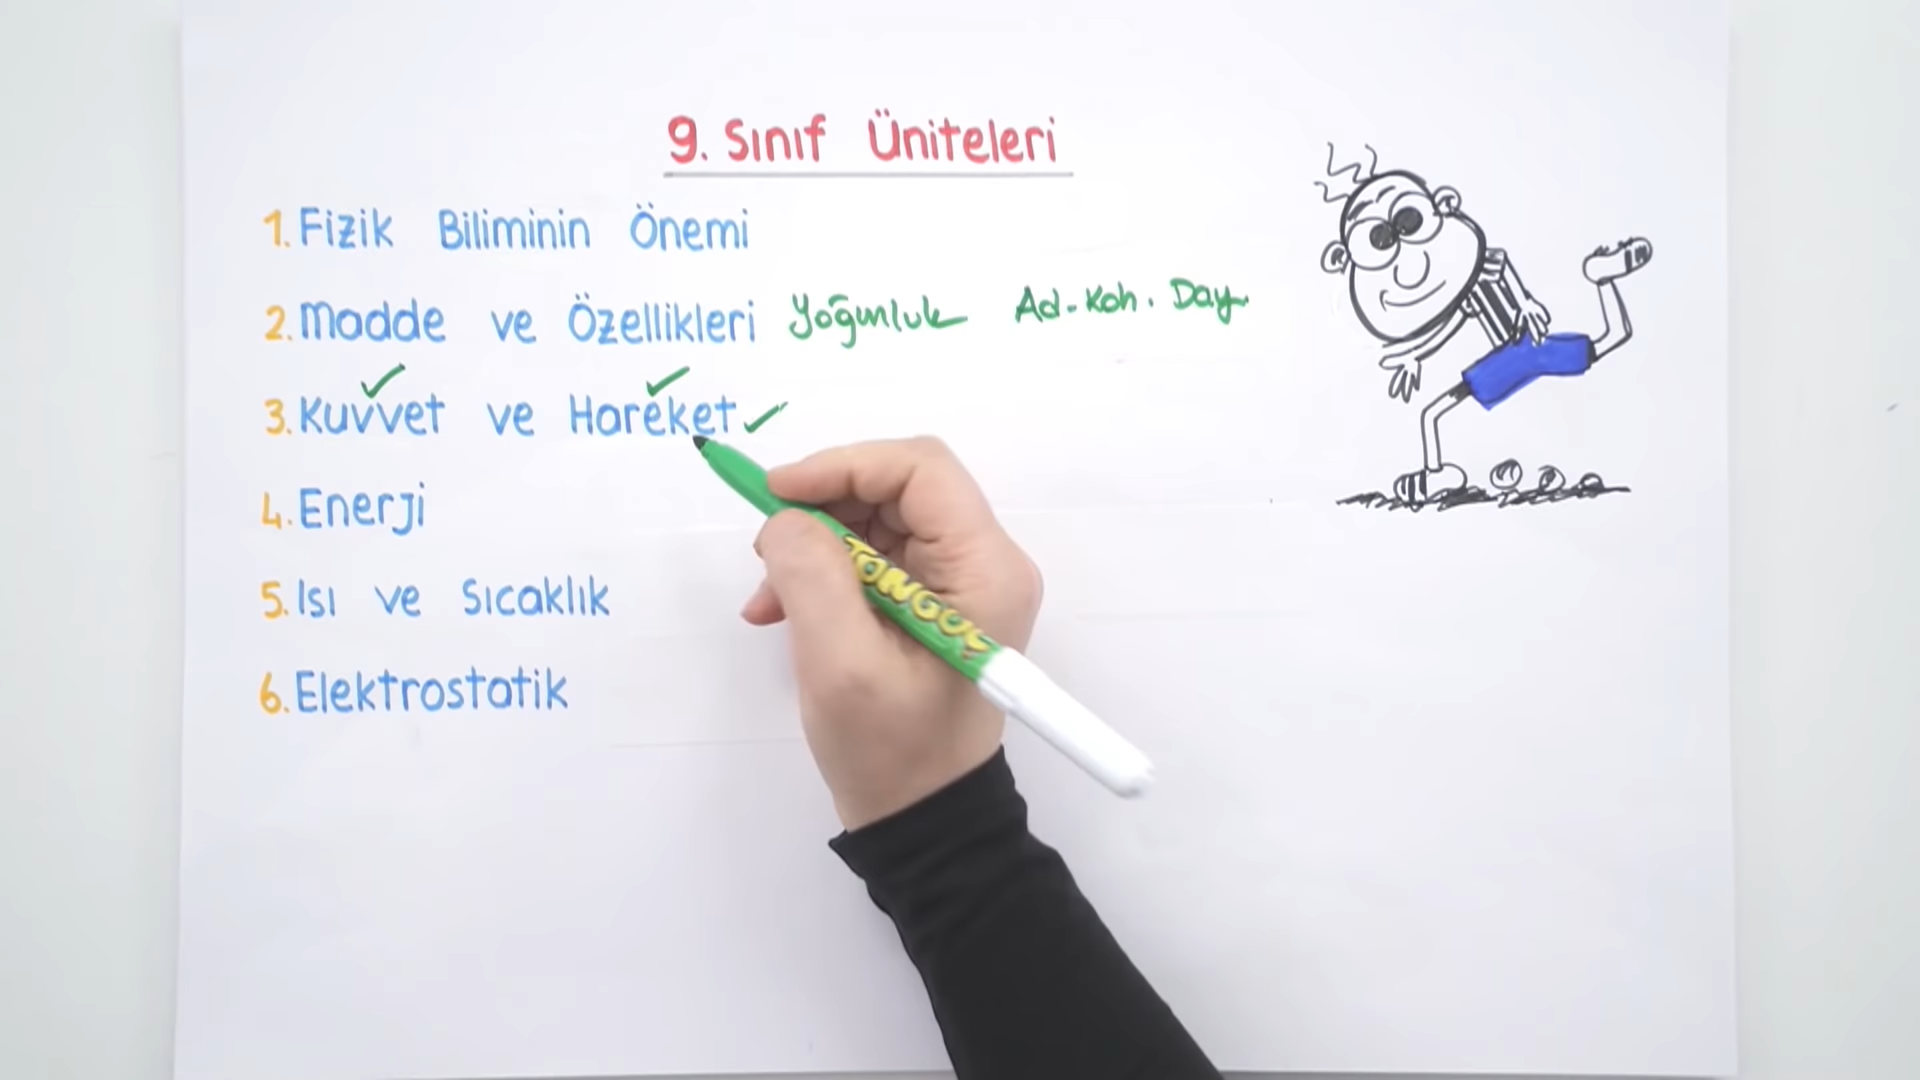 9. Sınıf Üniteleri
1. Fizik Biliminin Önemi
2. Madde ve Özellikleri Yoğunluk Ad-Koh. Day.
3. Kuvvet ve Hareket
4. Enerji
5. Isı ve Sıcaklık
6. Elektrostatik
TONGUÇ